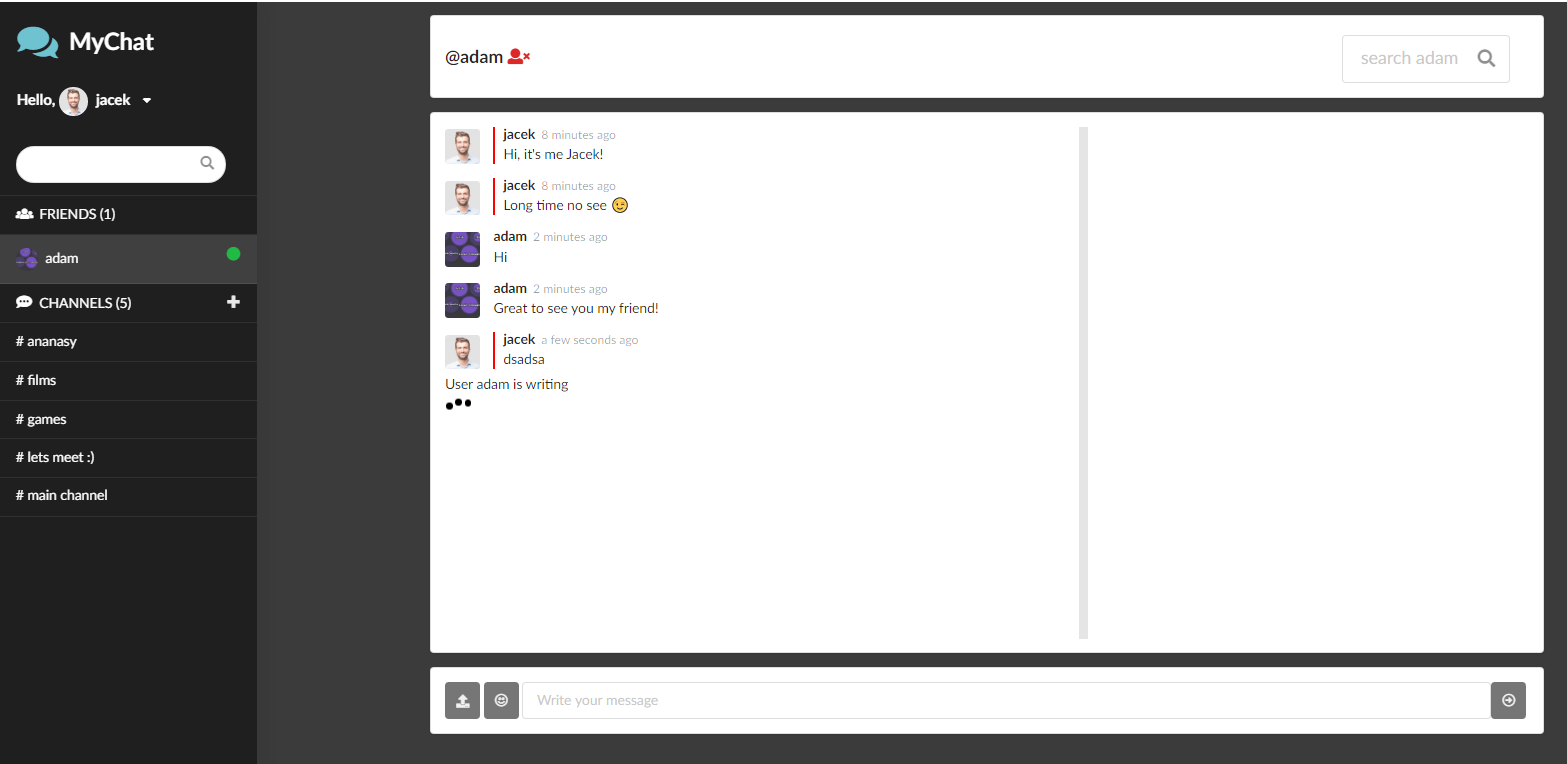 MyChat
Hello, jacek
FRIENDS (1)
adam
CHANNELS (5)
# ananasy
# films
# games
# lets meet :)
# main channel
@adam
search adam
jacek 8 minutes ago
Hi, it's me Jacek!
jacek 8 minutes ago
Long time no see 😉
adam 2 minutes ago
Hi
adam 2 minutes ago
Great to see you my friend!
jacek a few seconds ago
dsadsa
User adam is writing
Write your message